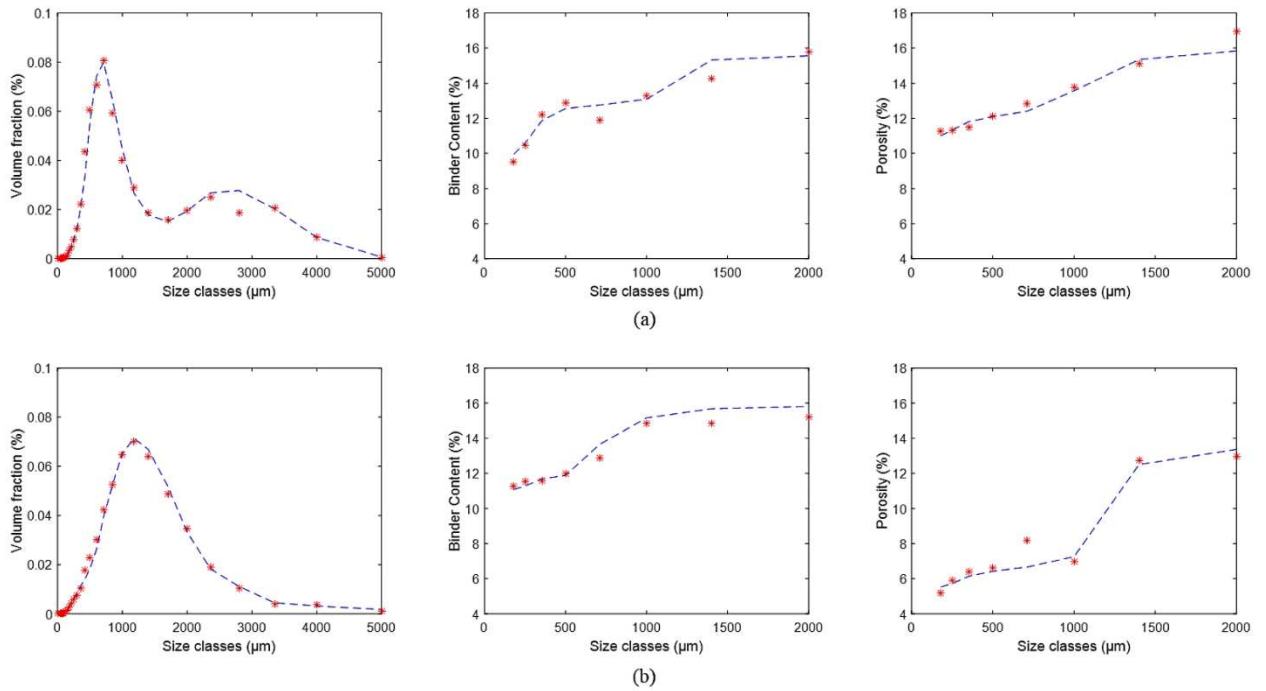 0.1
0.08
0.06
0.04
0.02
0
Volume fraction (%)
0 1000 2000 3000 4000 5000
Size classes (µm)
18
16
14
12
10
8
6
4
Binder Content (%)
0 500 1000 1500 2000
Size classes (µm)
18
16
14
12
10
8
6
4
Porosity (%)
0 500 1000 1500 2000
Size classes (µm)
(a)
0.1
0.08
0.06
0.04
0.02
0
Volume fraction (%)
0 1000 2000 3000 4000 5000
Size classes (µm)
18
16
14
12
10
8
6
4
Binder Content (%)
0 500 1000 1500 2000
Size classes (µm)
18
16
14
12
10
8
6
4
Porosity (%)
0 500 1000 1500 2000
Size classes (µm)
(b)